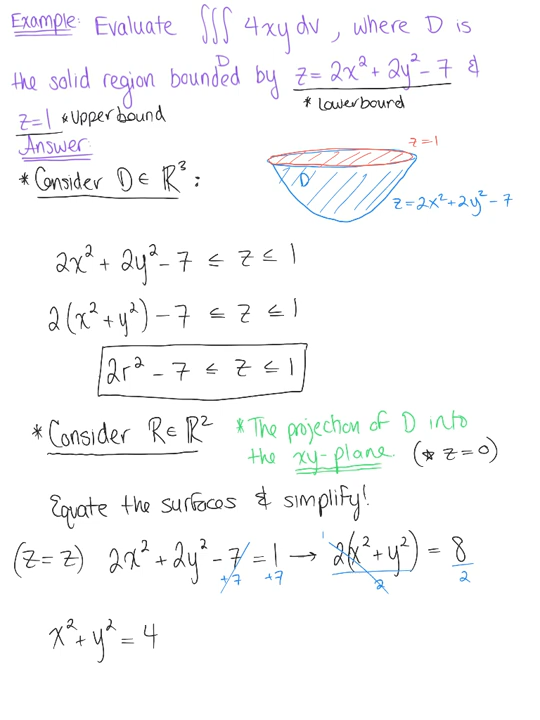 Example: Evaluate ∭_D 4xy dv, where D is
the solid region bounded by z = 2x² + 2y² - 7 &
* Lowerbound
z=1 * Upperbound
Answer:
z=1
* Consider D ∈ ℝ³ :
D
z=2x²+2y²-7
2x² + 2y² - 7 ≤ z ≤ 1
2(x² + y²) - 7 ≤ z ≤ 1
2r² - 7 ≤ z ≤ 1
* Consider R ∈ ℝ² * The projection of D into
the xy-plane. (* z=0)
Equate the surfaces & simplify!
(z = z) 2x² + 2y² - 7 = 1 → 2(x² + y²) = 8
+7 +7 1 2 2
x² + y² = 4